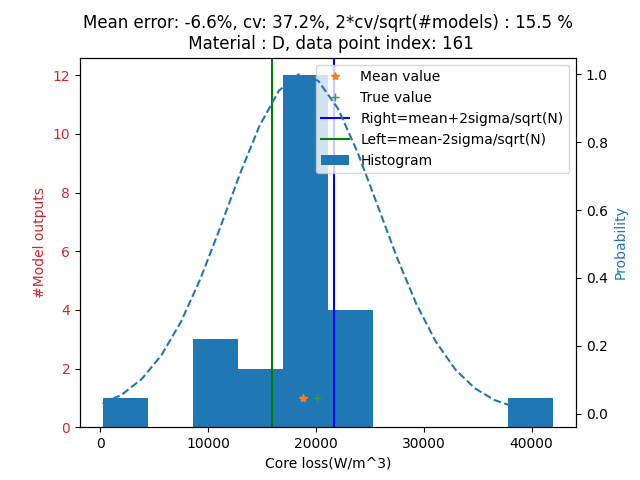 Mean error: -6.6%, cv: 37.2%, 2*cv/sqrt(#models) : 15.5 %
Material : D, data point index: 161
12
10
8
6
4
2
0
#Model outputs
Mean value
True value
Right=mean+2sigma/sqrt(N)
Left=mean-2sigma/sqrt(N)
Histogram
1.0
0.8
0.6
0.4
0.2
0.0
Probability
0
10000
20000
30000
40000
Core loss(W/m^3)